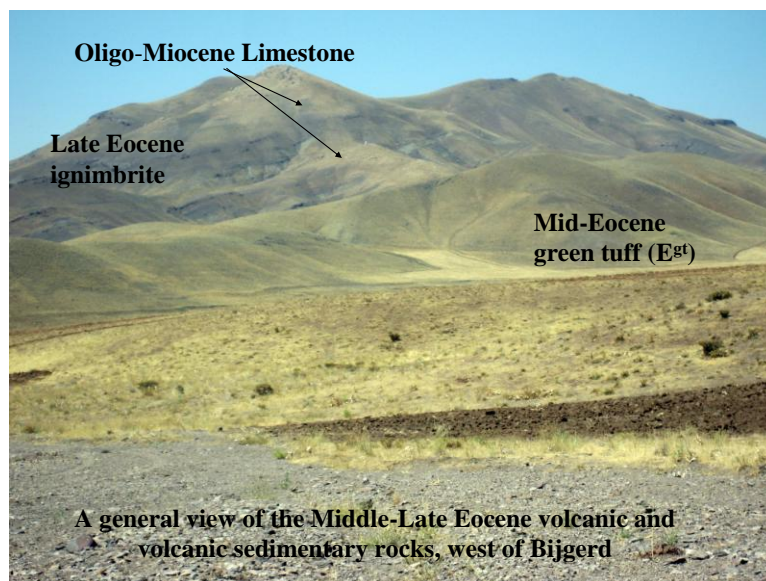 Oligo-Miocene Limestone
Late Eocene
ignimbrite
Mid-Eocene
green tuff (Eᵍᵗ)
A general view of the Middle-Late Eocene volcanic and
volcanic sedimentary rocks, west of Bijgerd